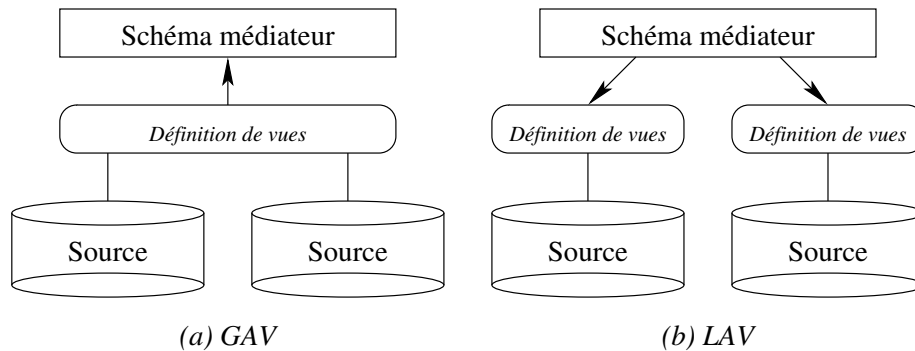 Schéma médiateur
Définition de vues
Source
Source
(a) GAV
Schéma médiateur
Définition de vues
Définition de vues
Source
Source
(b) LAV